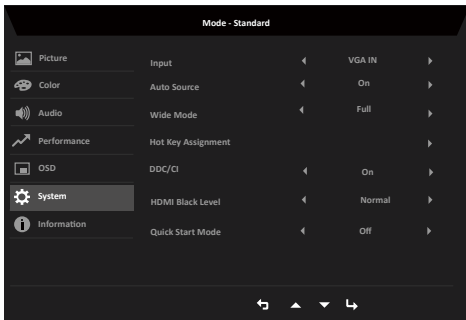 Mode - Standard
Picture
Color
Audio
Performance
OSD
System
Information
Input VGA IN
Auto Source On
Wide Mode Full
Hot Key Assignment
DDC/CI On
HDMI Black Level Normal
Quick Start Mode Off